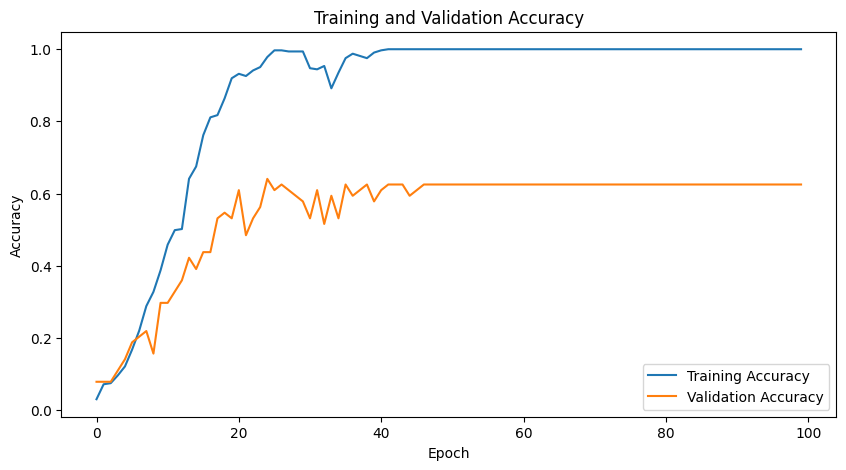 Training and Validation Accuracy
Accuracy
1.0
0.8
0.6
0.4
0.2
0.0
0 20 40 60 80 100
Epoch
Training Accuracy
Validation Accuracy